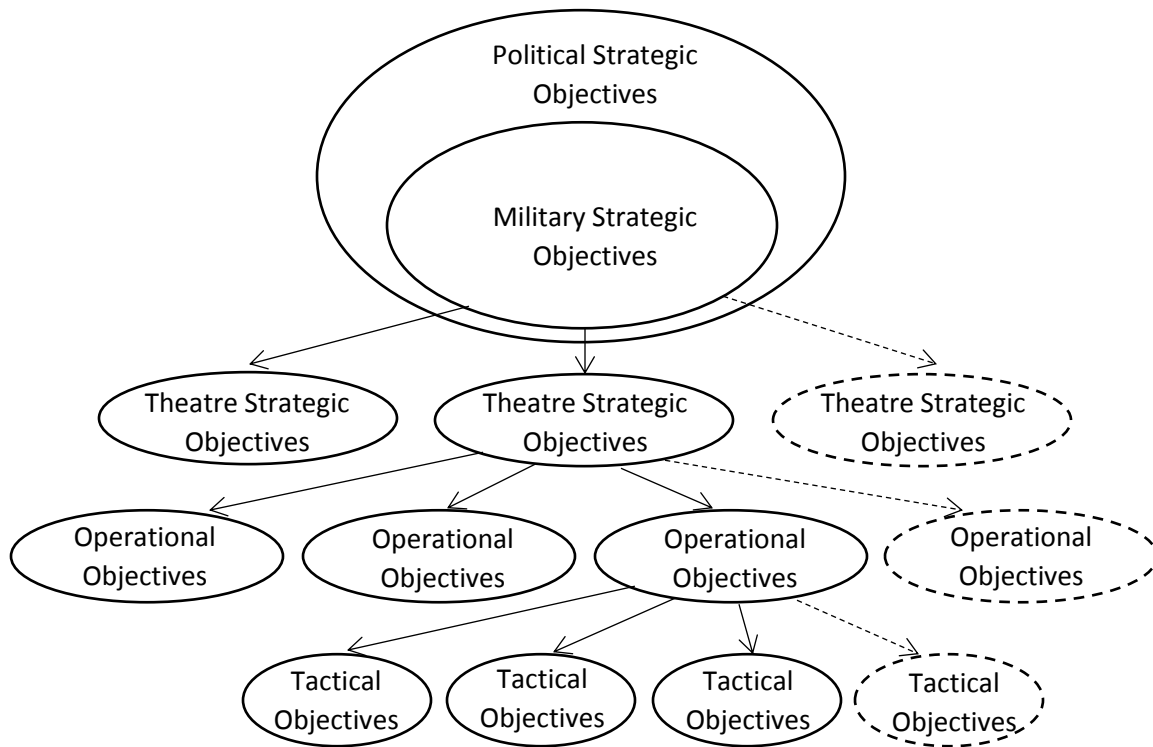 Political Strategic
Objectives
Military Strategic
Objectives
Theatre Strategic
Objectives
Theatre Strategic
Objectives
Theatre Strategic
Objectives
Operational
Objectives
Operational
Objectives
Operational
Objectives
Operational
Objectives
Tactical
Objectives
Tactical
Objectives
Tactical
Objectives
Tactical
Objectives